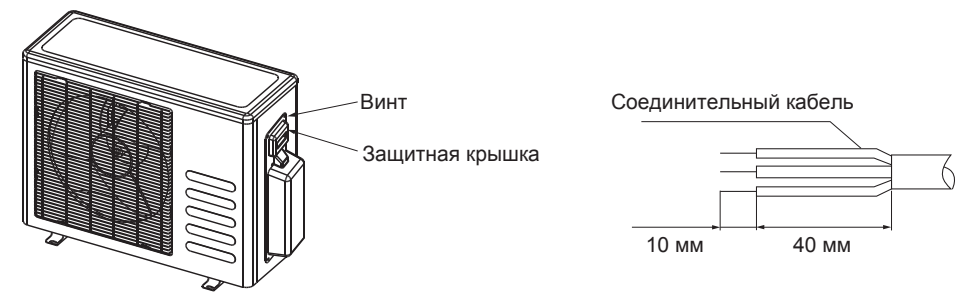 Винт
Защитная крышка
Соединительный кабель
10 мм
40 мм